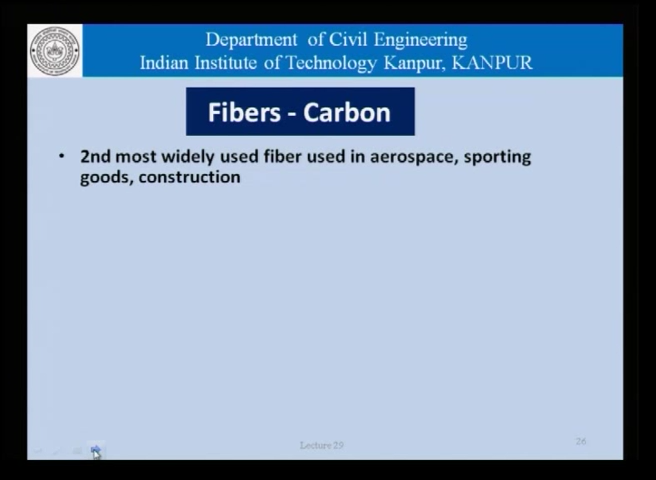 Department of Civil Engineering
Indian Institute of Technology Kanpur, KANPUR
Fibers - Carbon
• 2nd most widely used fiber used in aerospace, sporting
goods, construction
Lecture 29
26